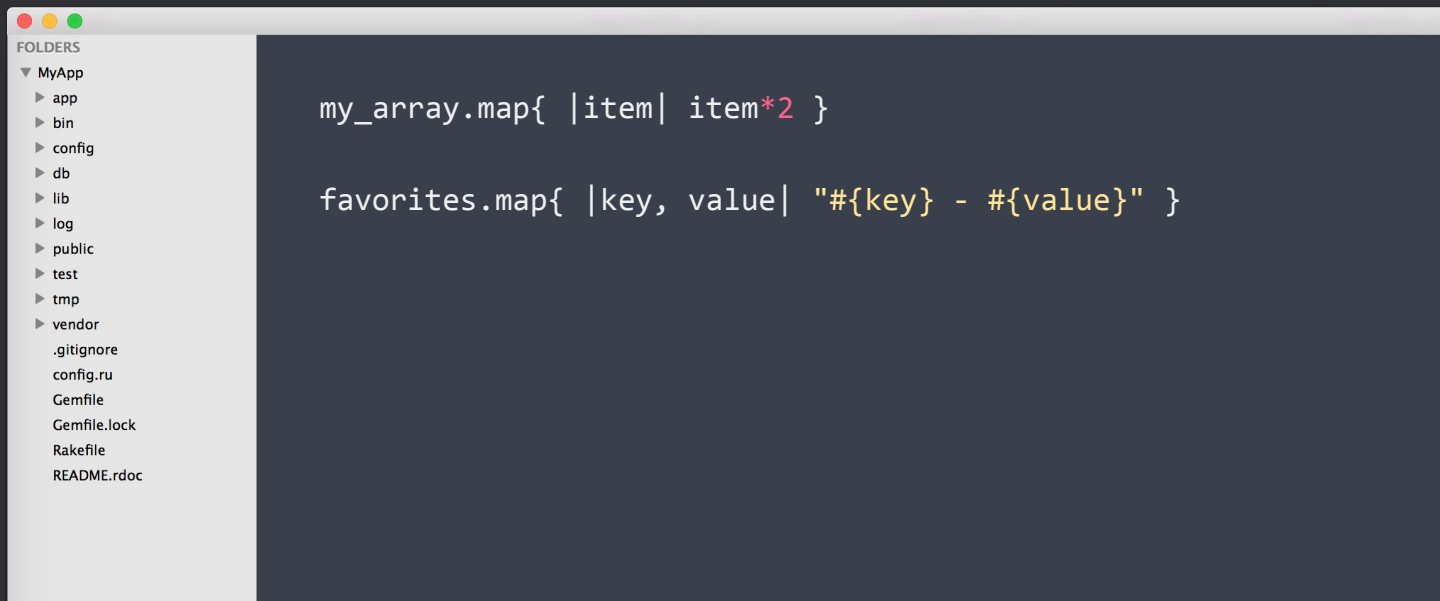 FOLDERS
MyApp
app
bin
config
db
lib
log
public
test
tmp
vendor
.gitignore
config.ru
Gemfile
Gemfile.lock
Rakefile
README.rdoc
my_array.map{ |item| item*2 }
favorites.map{ |key, value| "#{key} - #{value}" }